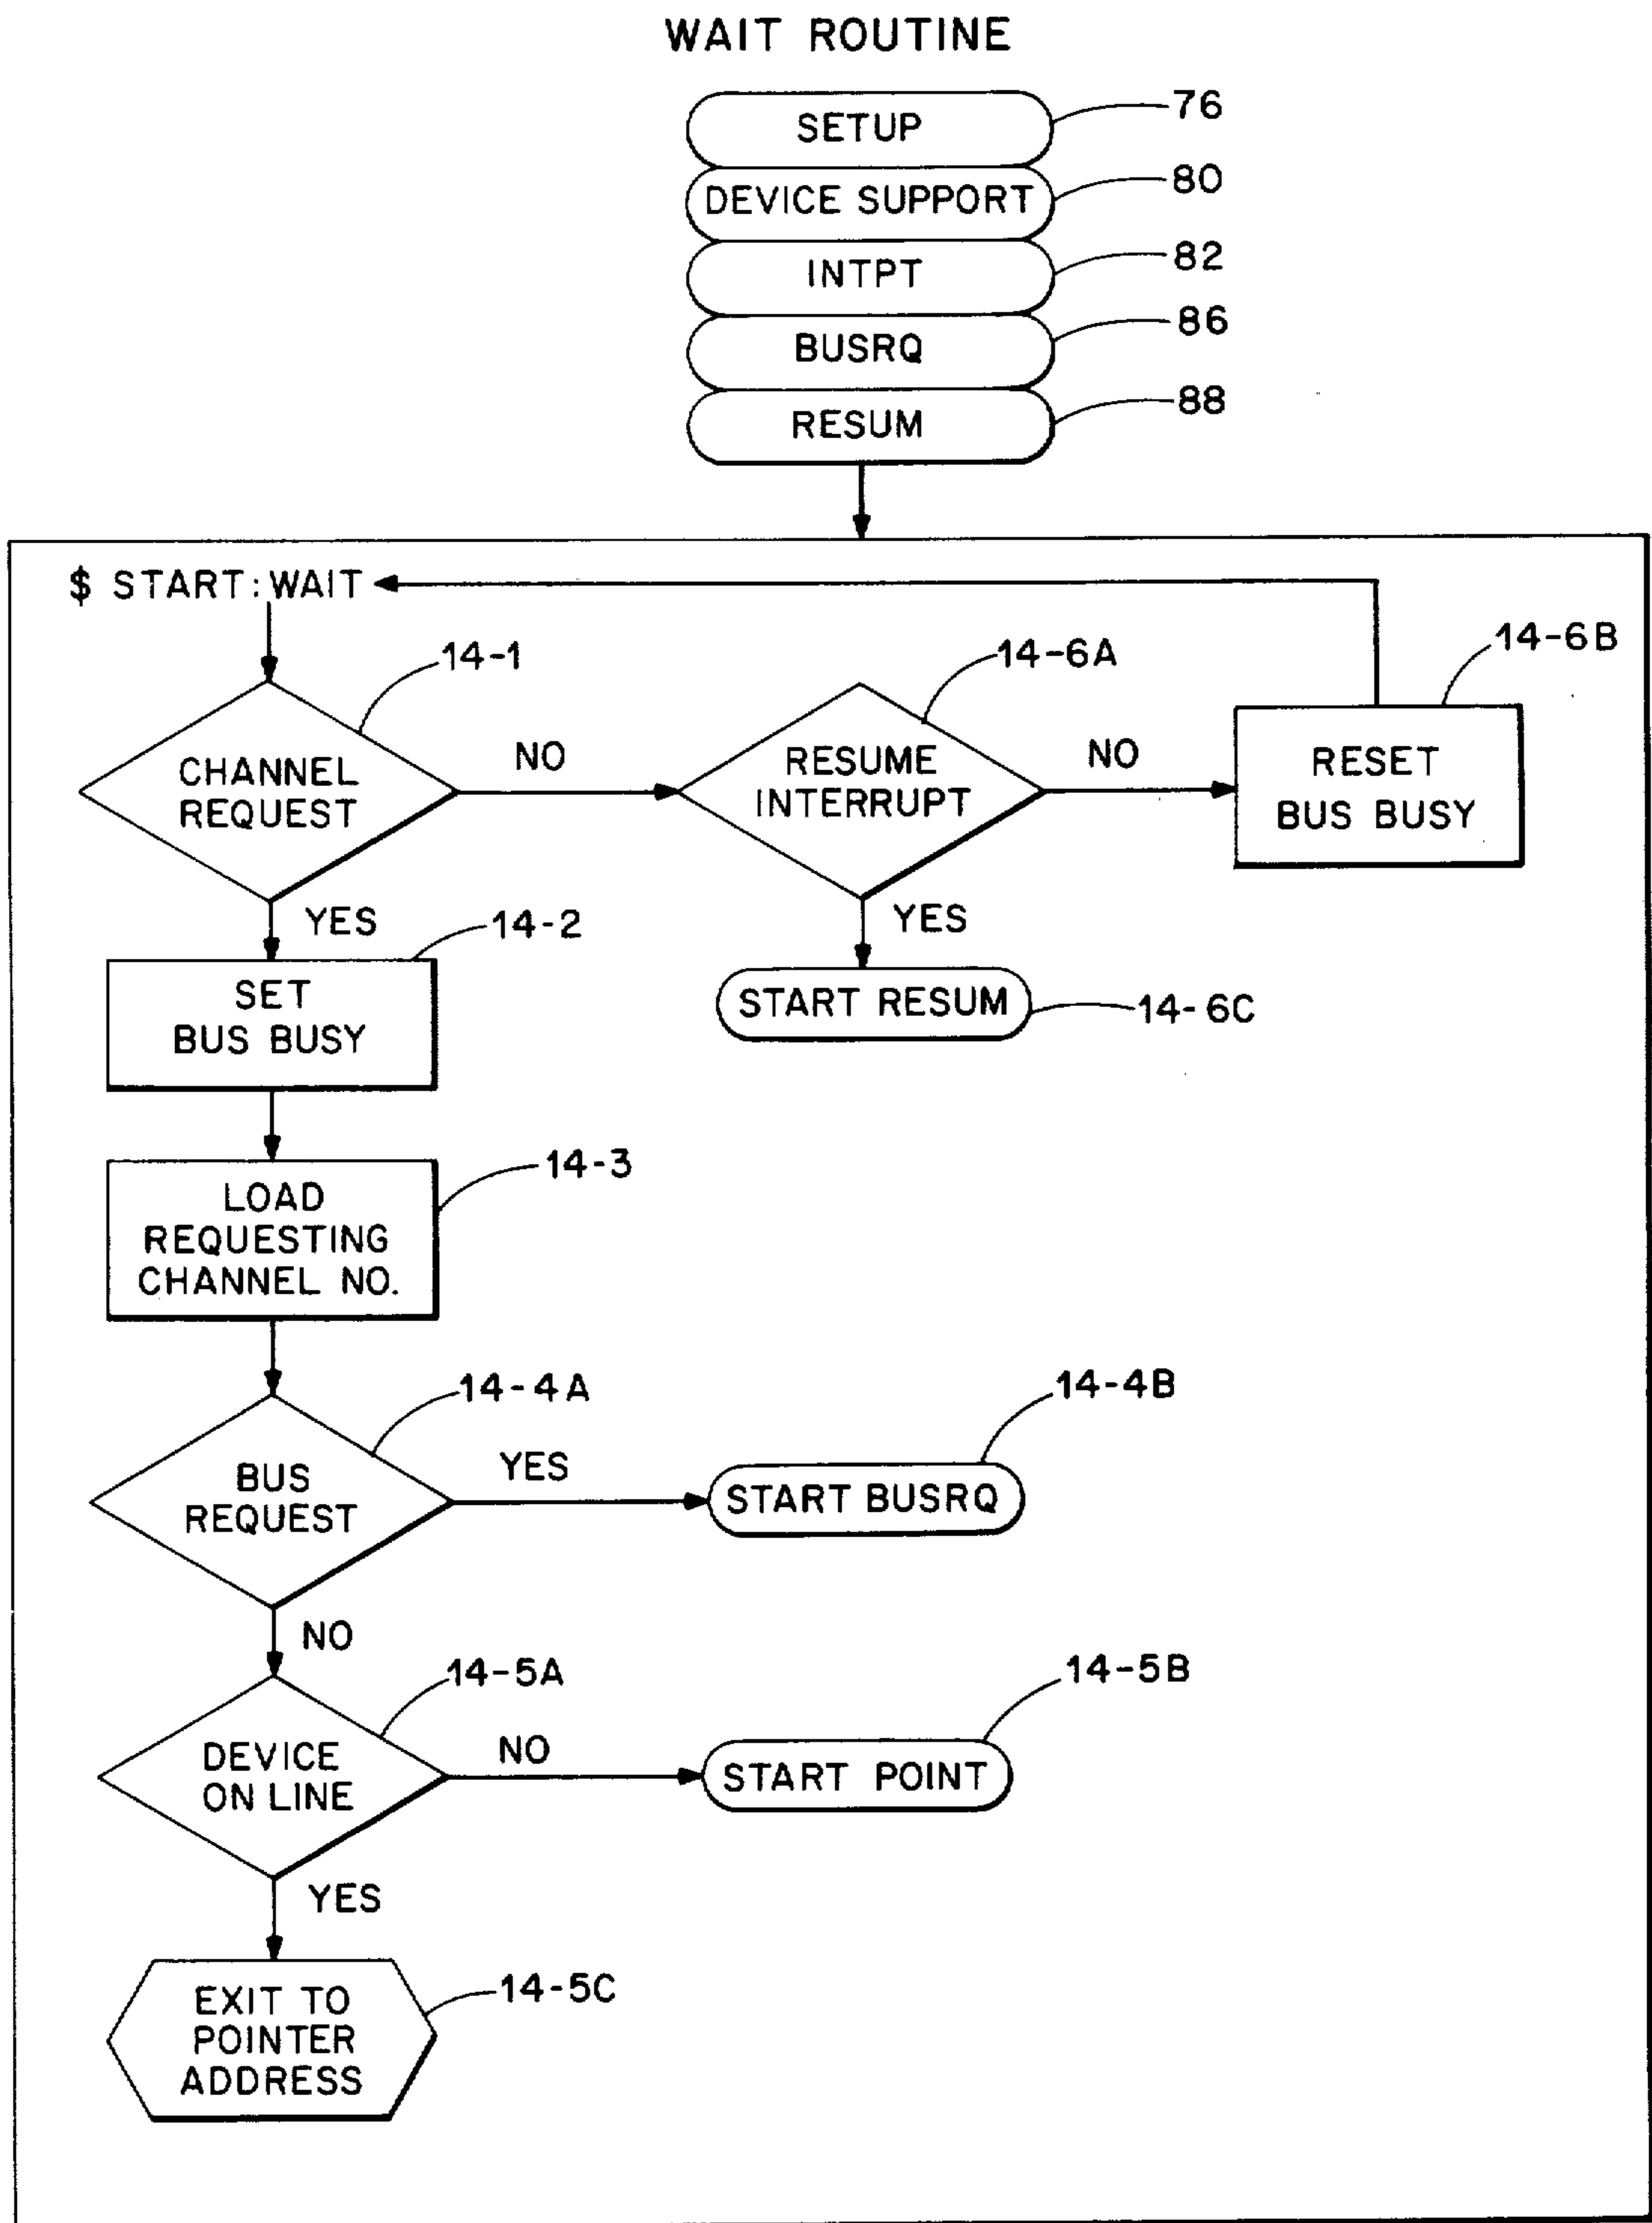 WAIT ROUTINE
SETUP
76
DEVICE SUPPORT
80
INTPT
82
BUSRQ
86
RESUM
88
$ START:WAIT
14-1
14-6A
14-6B
CHANNEL
REQUEST
NO
RESUME
INTERRUPT
NO
RESET
BUS BUSY
YES
14-2
YES
SET
BUS BUSY
START RESUM
14-6C
14-3
LOAD
REQUESTING
CHANNEL NO.
14-4A
14-4B
BUS
REQUEST
YES
START BUSRQ
NO
14-5A
14-5B
DEVICE
ON LINE
NO
START POINT
YES
14-5C
EXIT TO
POINTER
ADDRESS